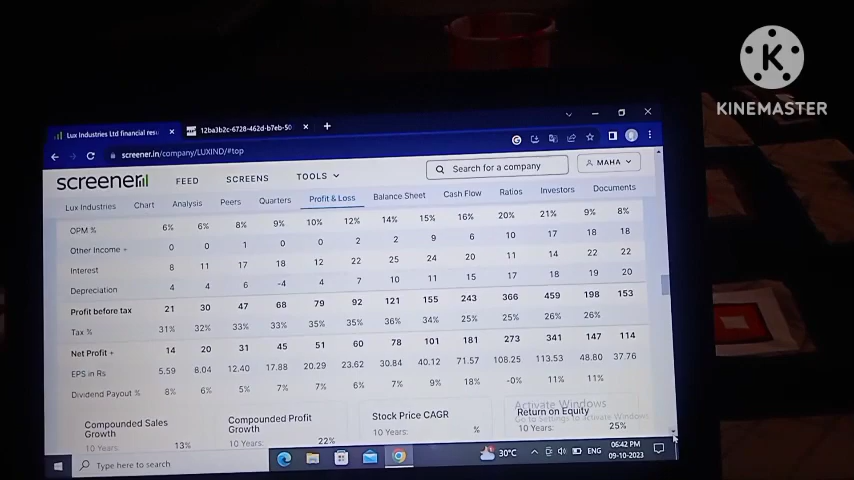 K
KINEMASTER
Lux Industries Ltd financial resu
12ba3b2c-6728-462d-b7eb-50
screener.in/company/LUXIND/#top
screener
FEED
SCREENS
TOOLS
Search for a company
MAHA
Lux Industries
Chart
Analysis
Peers
Quarters
Profit & Loss
Balance Sheet
Cash Flow
Ratios
Investors
Documents
OPM % 6% 6% 8% 9% 10% 12% 14% 15% 16% 20% 21% 9% 8%
Other Income + 0 0 1 0 0 2 2 9 6 10 17 18 18
Interest 8 11 17 18 12 22 25 24 20 11 14 22 22
Depreciation 4 4 6 -4 4 7 10 11 15 17 18 19 20
Profit before tax 21 30 47 68 79 92 121 155 243 366 459 198 153
Tax % 31% 32% 33% 33% 35% 35% 36% 34% 25% 25% 26% 26%
Net Profit + 14 20 31 45 51 60 78 101 181 273 341 147 114
EPS in Rs 5.59 8.04 12.40 17.88 20.29 23.62 30.84 40.12 71.57 108.25 113.53 48.80 37.76
Dividend Payout % 8% 6% 5% 7% 7% 6% 7% 9% 18% -0% 11% 11%
Compounded Sales
Growth
10 Years: 13%
Compounded Profit
Growth
10 Years: 22%
Stock Price CAGR
10 Years: %
Return on Equity
10 Years: 25%
Activate Windows
Go to Settings to activate Windows.
Type here to search
30°C
ENG
06:42 PM
09-10-2023